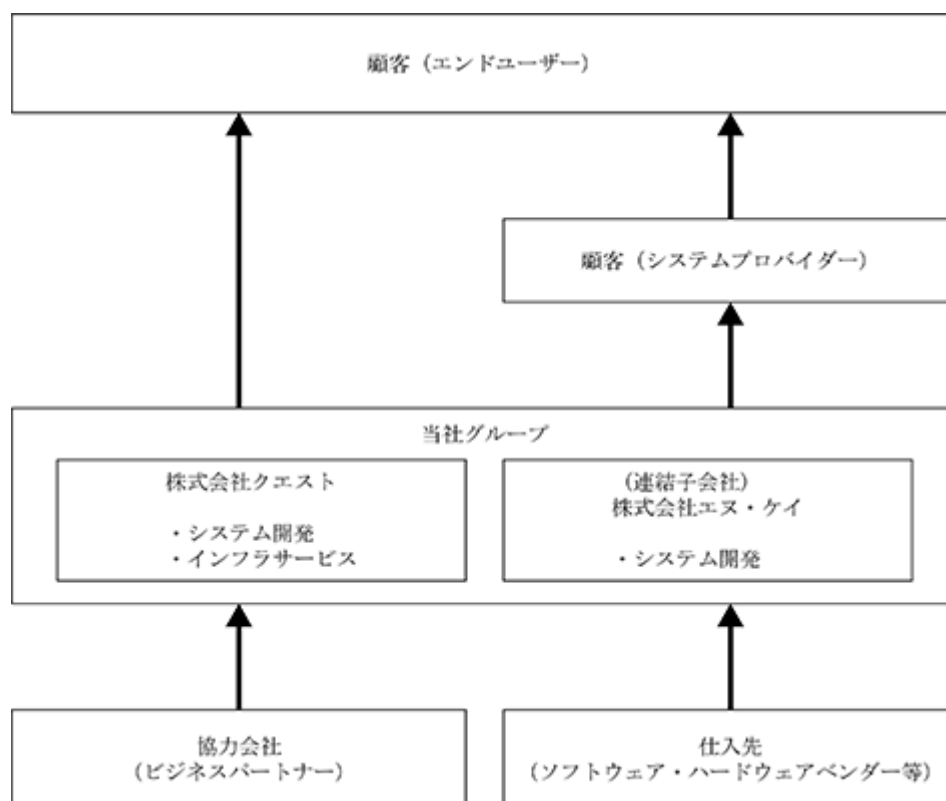 顧客（エンドユーザー）
顧客（システムプロバイダー）
当社グループ
株式会社クエスト
・システム開発
・インフラサービス
(連結子会社)
株式会社エヌ・ケイ
・システム開発
協力会社
（ビジネスパートナー）
仕入先
（ソフトウェア・ハードウェアベンダー等）